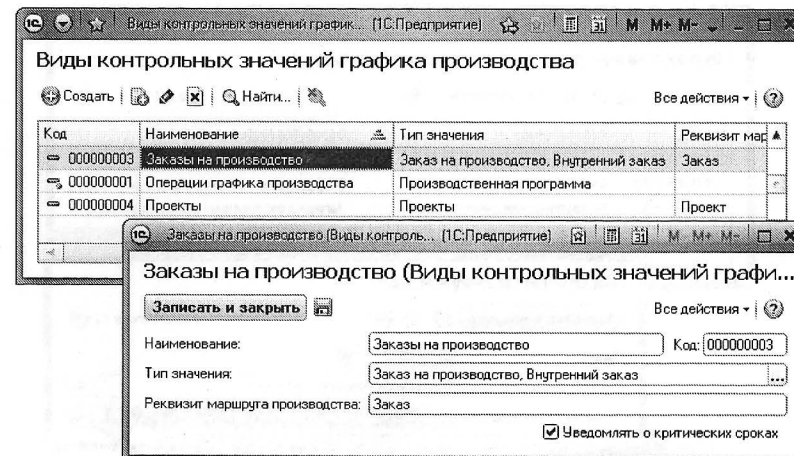 Виды контрольных значений график... (1С:Предприятие) 31 M M+ M-
Виды контрольных значений графика производства
Создать Найти... Все действия ?
Код Наименование Тип значения Реквизит мар
000000003 Заказы на производство Заказ на производство, Внутренний заказ Заказ
000000001 Операции графика производства Производственная программа
000000004 Проекты Проекты Проект
Заказы на производство (Виды контроль... (1С:Предприятие) 31 M M+ M-
Заказы на производство (Виды контрольных значений графи...
Записать и закрыть Все действия ?
Наименование: Заказы на производство Код: 000000003
Тип значения: Заказ на производство, Внутренний заказ ...
Реквизит маршрута производства: Заказ
Уведомлять о критических сроках